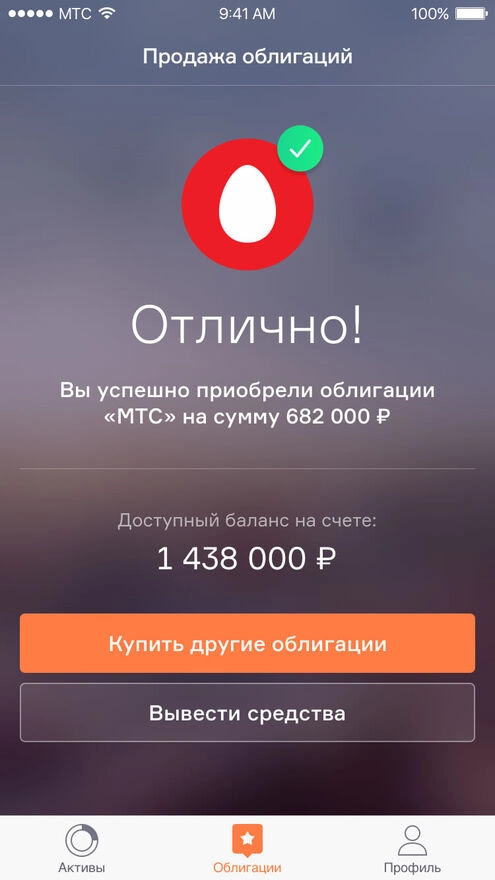 МТС 9:41 AM 100%
Продажа облигаций
Отлично!
Вы успешно приобрели облигации
«МТС» на сумму 682 000 ₽
Доступный баланс на счете:
1 438 000 ₽
Купить другие облигации
Вывести средства
Активы Облигации Профиль